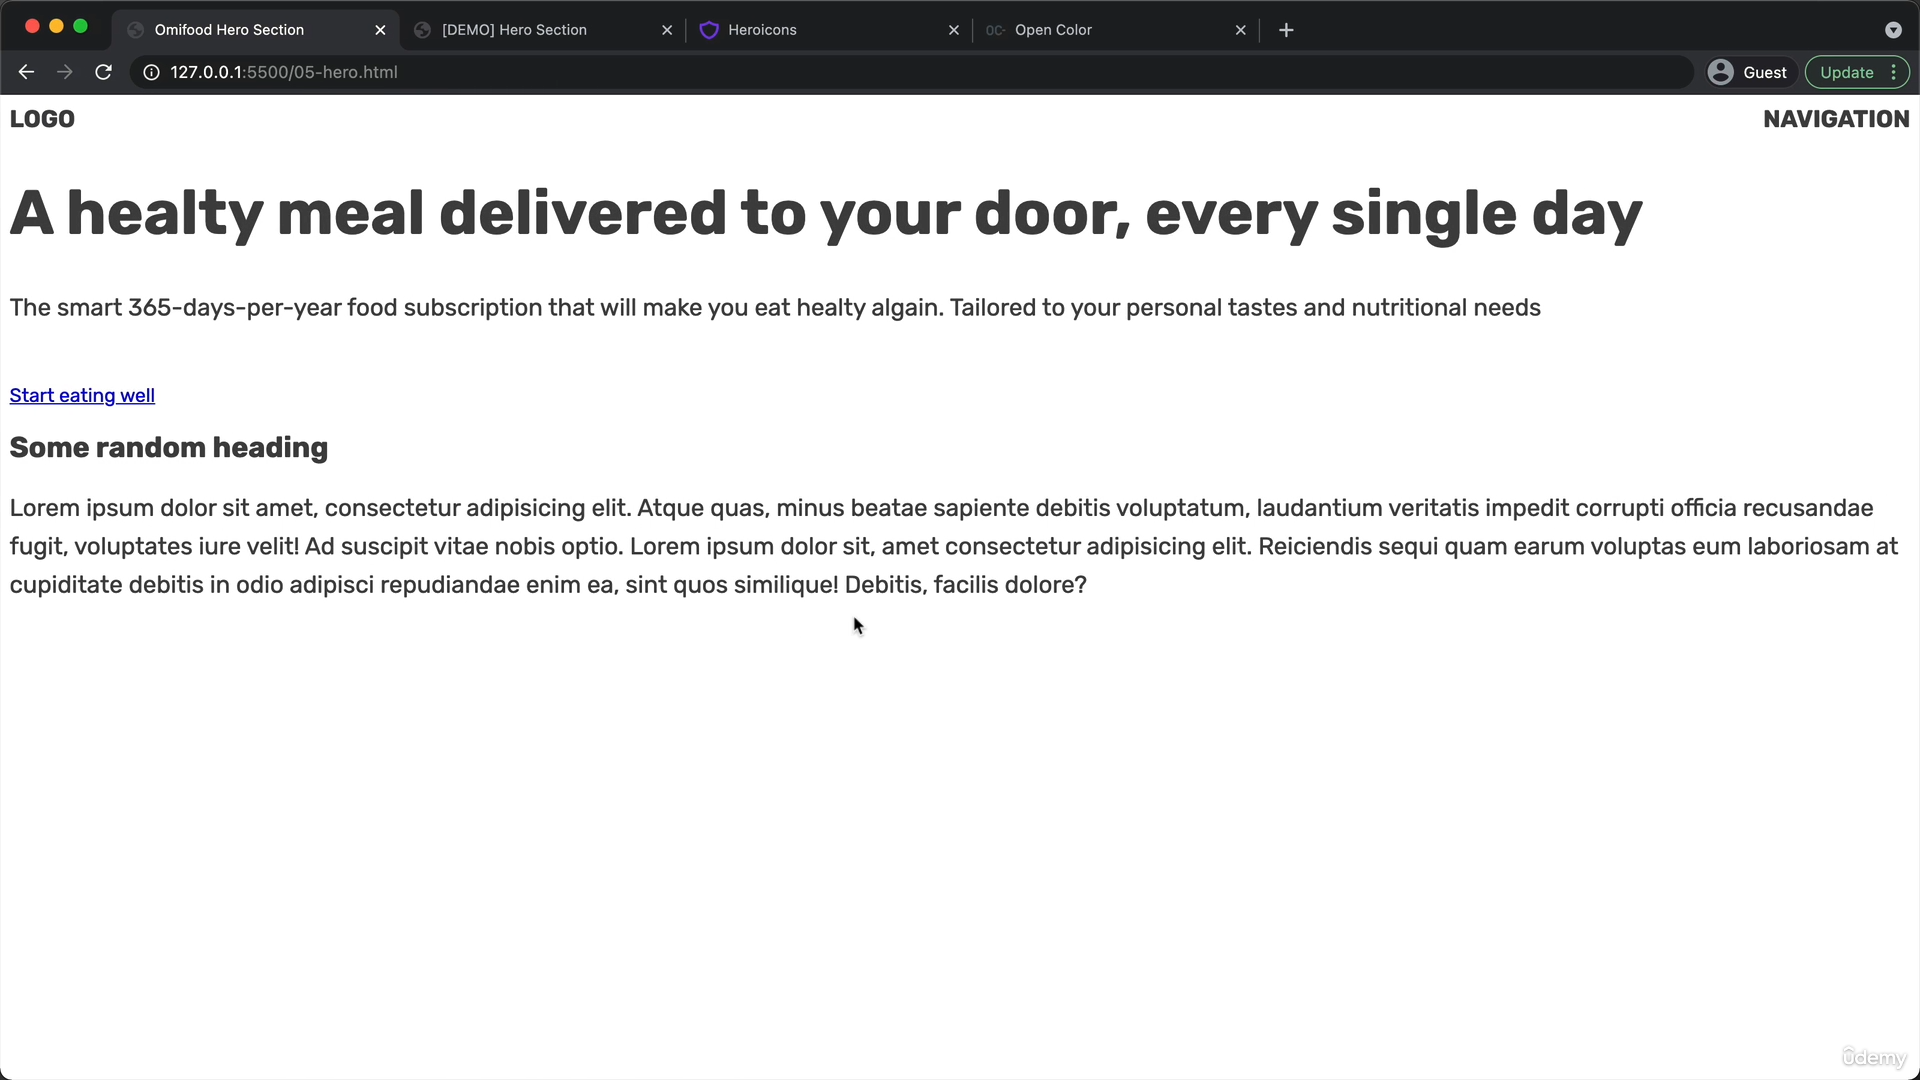 Omifood Hero Section
[DEMO] Hero Section
Heroicons
OC- Open Color
127.0.0.1:5500/05-hero.html
Guest
Update
LOGO
NAVIGATION
A healty meal delivered to your door, every single day
The smart 365-days-per-year food subscription that will make you eat healty algain. Tailored to your personal tastes and nutritional needs
Start eating well
Some random heading
Lorem ipsum dolor sit amet, consectetur adipisicing elit. Atque quas, minus beatae sapiente debitis voluptatum, laudantium veritatis impedit corrupti officia recusandae
fugit, voluptates iure velit! Ad suscipit vitae nobis optio. Lorem ipsum dolor sit, amet consectetur adipisicing elit. Reiciendis sequi quam earum voluptas eum laboriosam at
cupiditate debitis in odio adipisci repudiandae enim ea, sint quos similique! Debitis, facilis dolore?
ûdemy